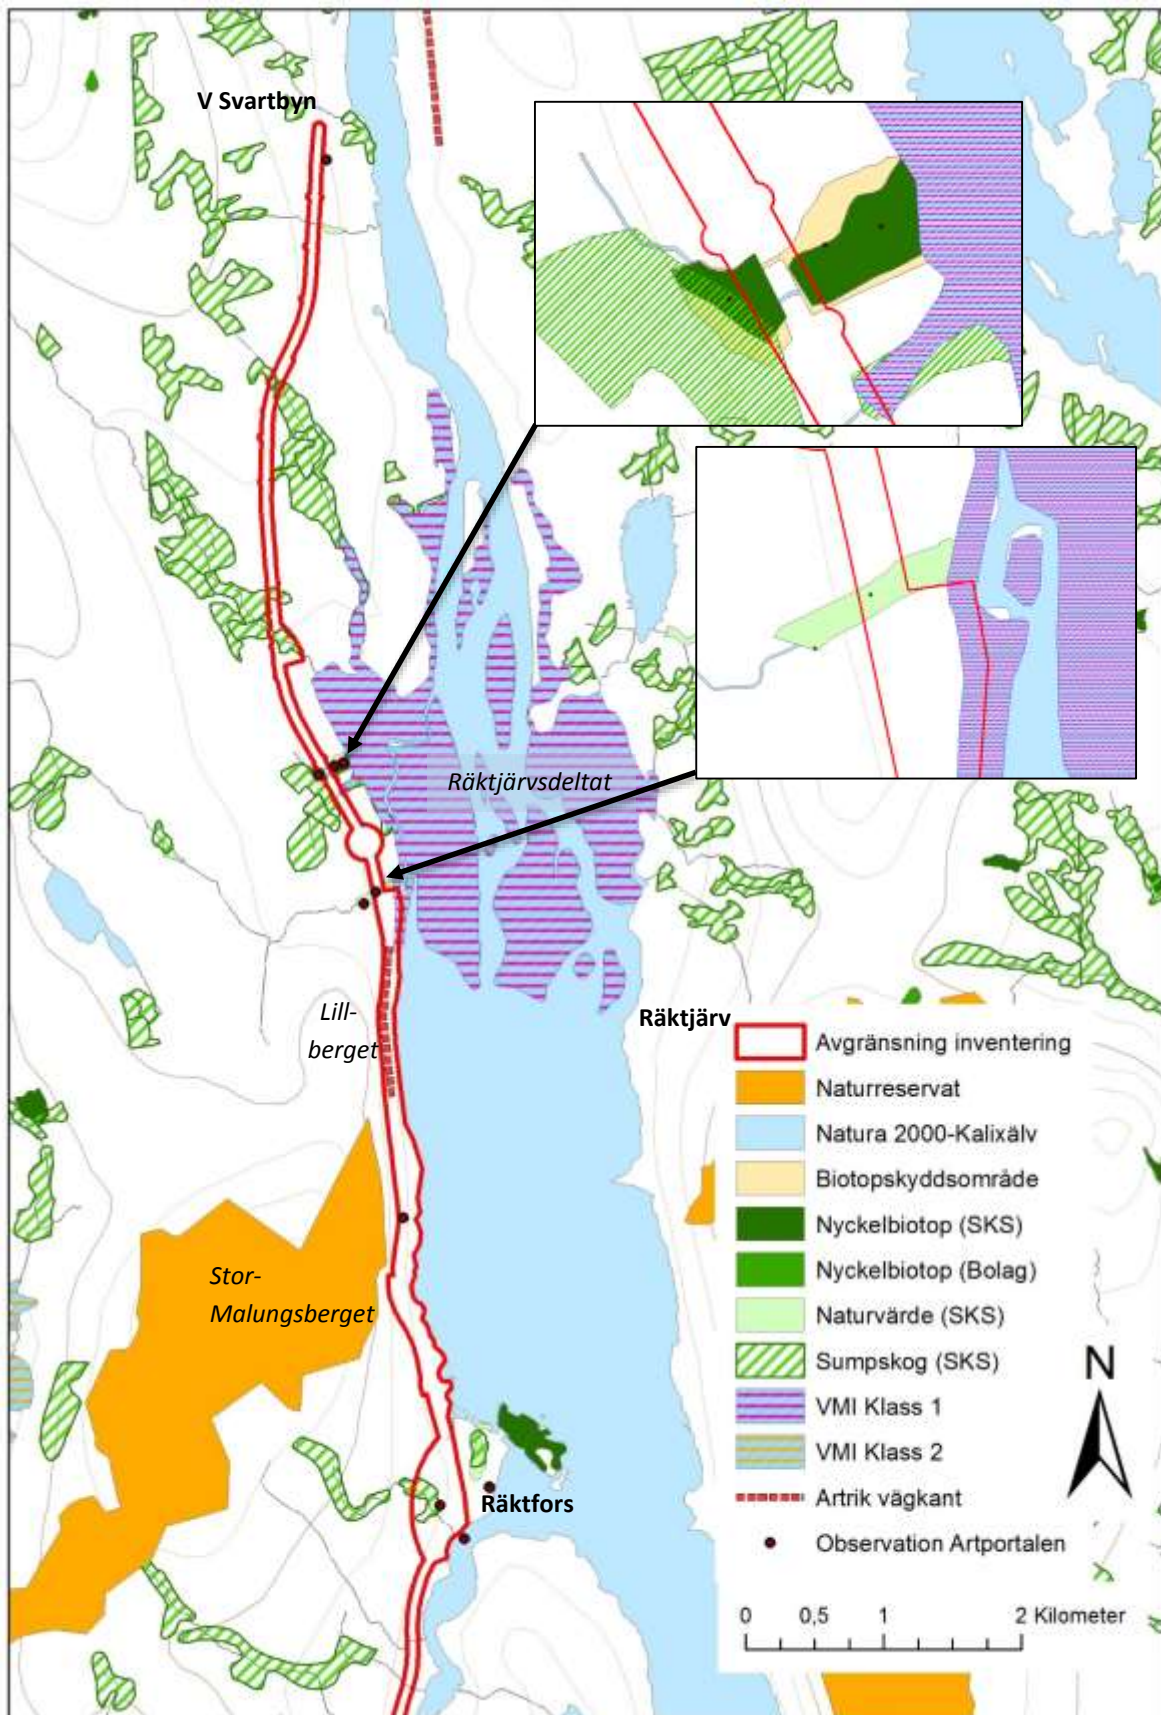 V Svartbyn
Räktjärvsdeltat
Lill-
berget
Räktjärv
Stor-
Malungsberget
Räktfors
Avgränsning inventering
Naturreservat
Natura 2000-Kalixälv
Biotopskyddsområde
Nyckelbiotop (SKS)
Nyckelbiotop (Bolag)
Naturvärde (SKS)
Sumpskog (SKS)
VMI Klass 1
VMI Klass 2
Artrik vägkant
Observation Artportalen
N
0 0,5 1 2 Kilometer